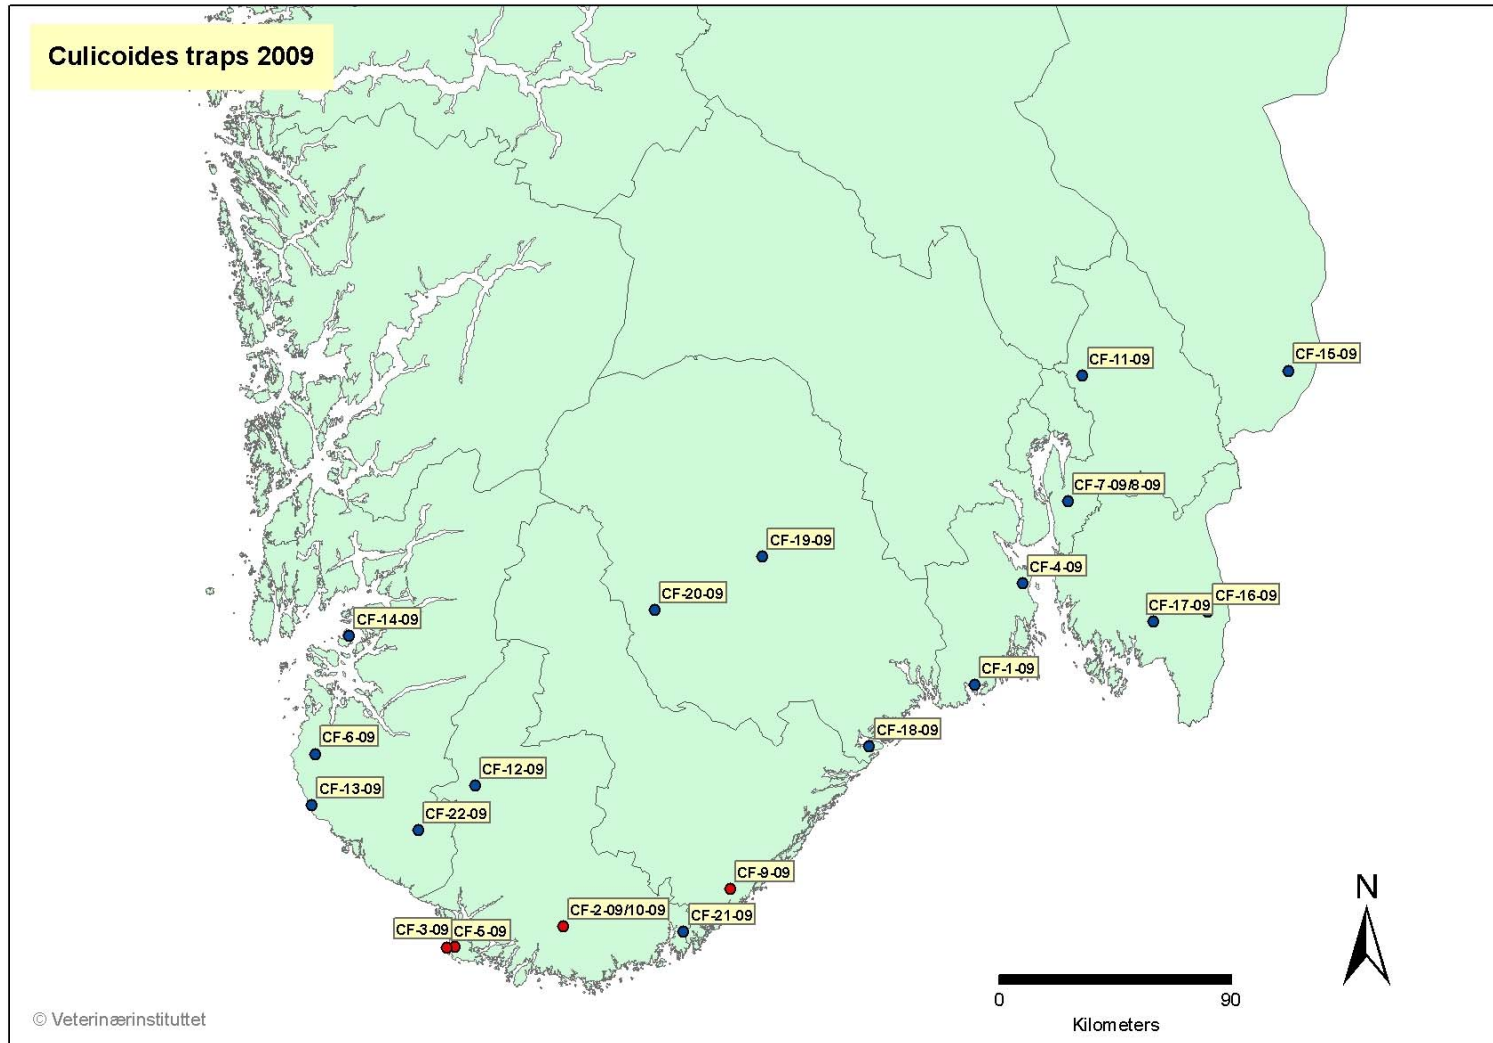 Culicoides traps 2009
CF-15-09
CF-11-09
CF-7-09/8-09
CF-19-09
CF-4-09
CF-20-09
CF-16-09
CF-17-09
CF-14-09
CF-1-09
CF-18-09
CF-6-09
CF-12-09
CF-13-09
CF-22-09
CF-9-09
CF-2-09/10-09
CF-21-09
CF-3-09
CF-5-09
N
0 90
Kilometers
© Veterinærinstituttet